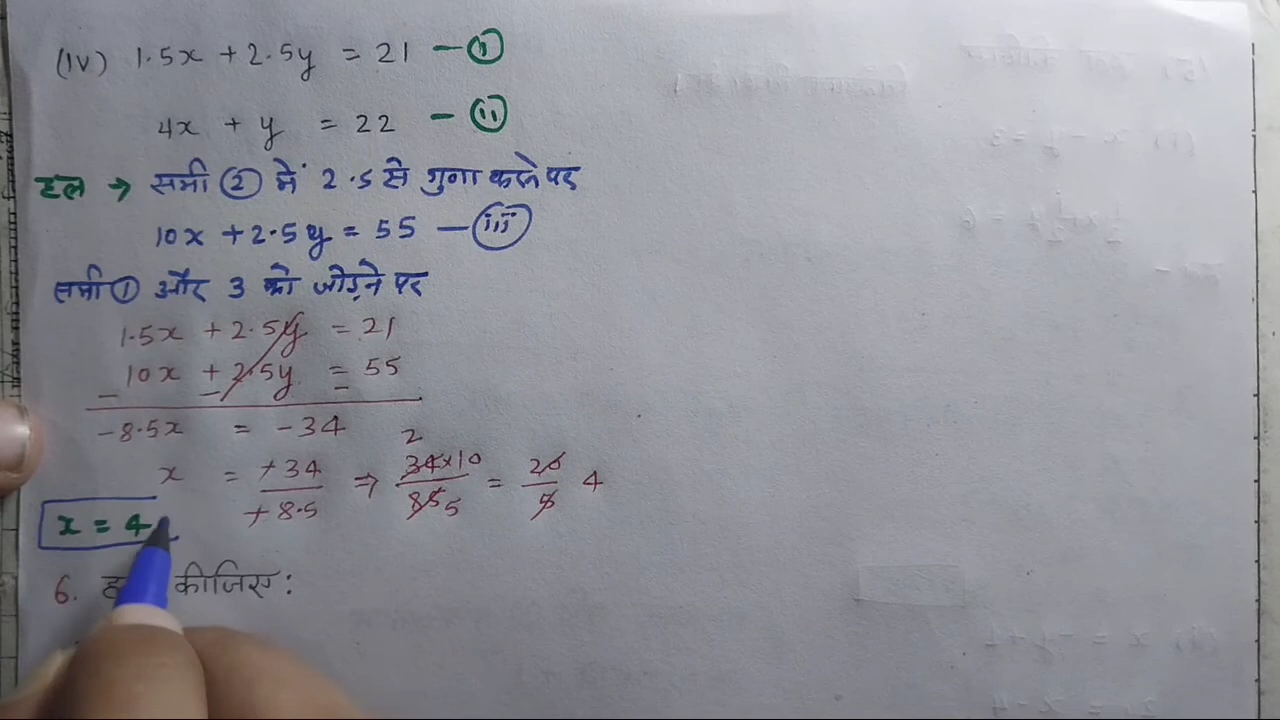 (iv) 1.5x + 2.5y = 21 — (i)
4x + y = 22 — (ii)
हल → समी (2) में 2.5 से गुणा करने पर
10x + 2.5y = 55 — (iii)
समी (1) और 3 को जोड़ने पर
1.5x + 2.5y = 21
10x + 2.5y = 55
− − −
-8.5x = -34
x = +34/+8.5 ⇒ 34×10/85 2 5 = 20/5 4
x = 4
6. कीजिए: